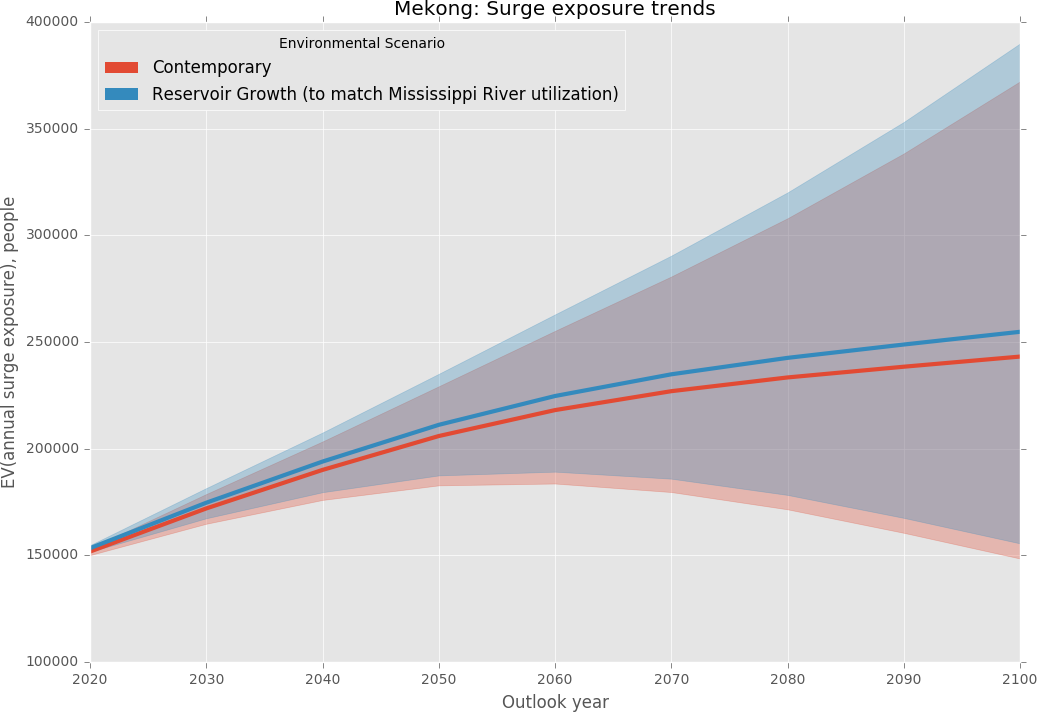 Mekong: Surge exposure trends
Environmental Scenario
Contemporary
Reservoir Growth (to match Mississippi River utilization)
EV(annual surge exposure), people
400000
350000
300000
250000
200000
150000
100000
2020 2030 2040 2050 2060 2070 2080 2090 2100
Outlook year